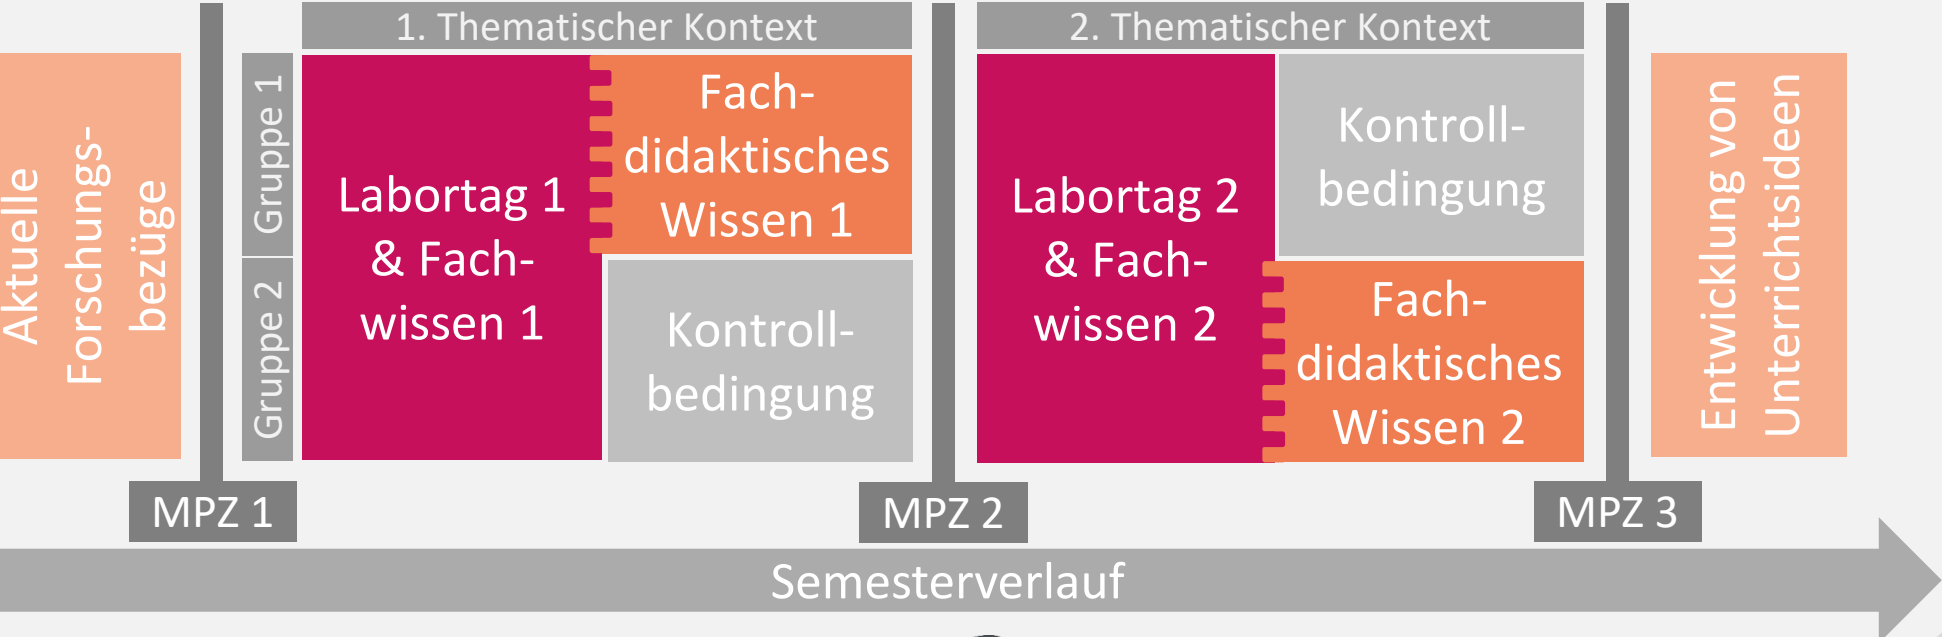 Aktuelle
Forschungs-
bezüge
MPZ 1
1. Thematischer Kontext
Gruppe 1
Gruppe 2
Labortag 1
& Fach-
wissen 1
Fach-
didaktisches
Wissen 1
Kontroll-
bedingung
MPZ 2
2. Thematischer Kontext
Labortag 2
& Fach-
wissen 2
Kontroll-
bedingung
Fach-
didaktisches
Wissen 2
MPZ 3
Entwicklung von
Unterrichtsideen
Semesterverlauf